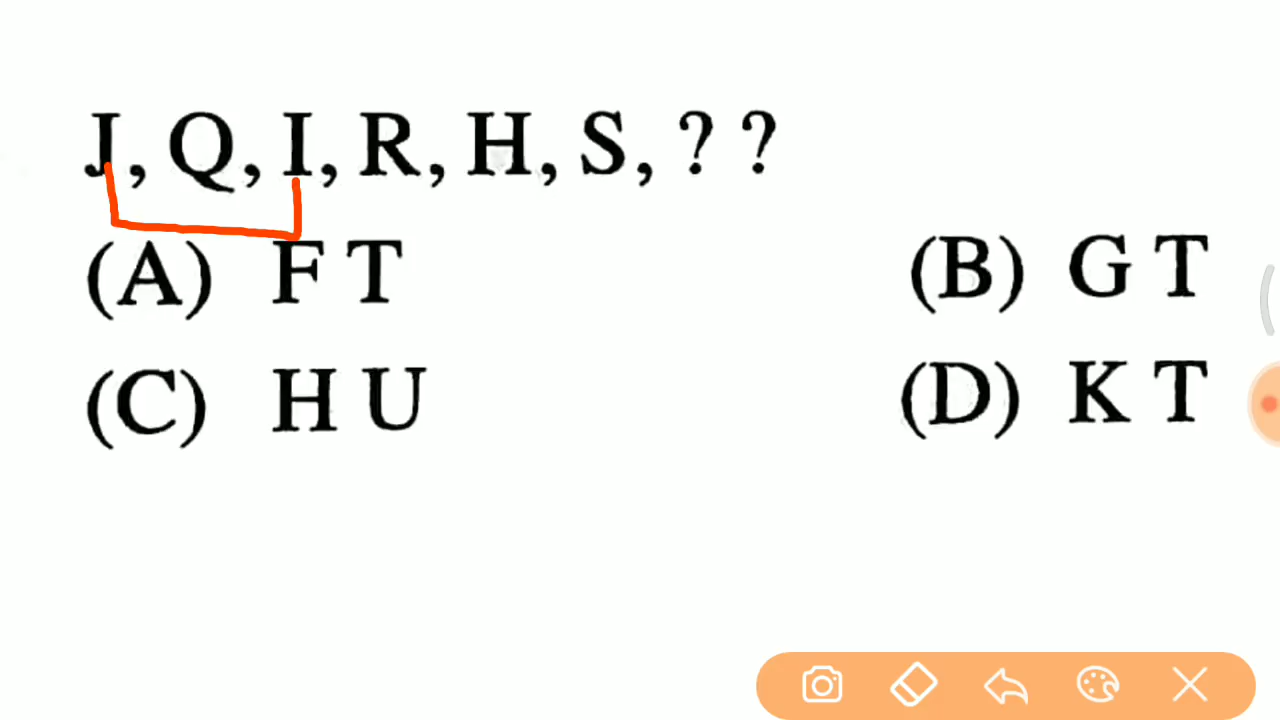 J, Q, I, R, H, S, ? ?
(A) F T (B) G T
(C) H U (D) K T